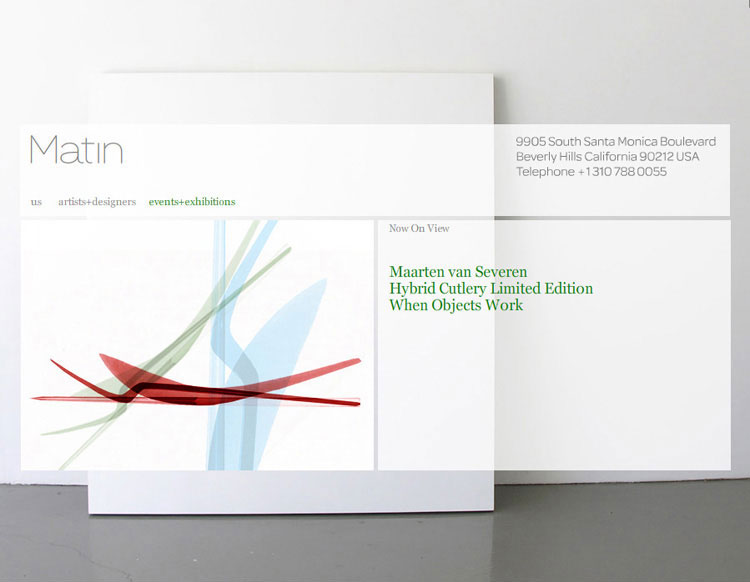 Matin
9905 South Santa Monica Boulevard
Beverly Hills California 90212 USA
Telephone +1 310 788 0055
us artists+designers events+exhibitions
Now On View
Maarten van Severen
Hybrid Cutlery Limited Edition
When Objects Work